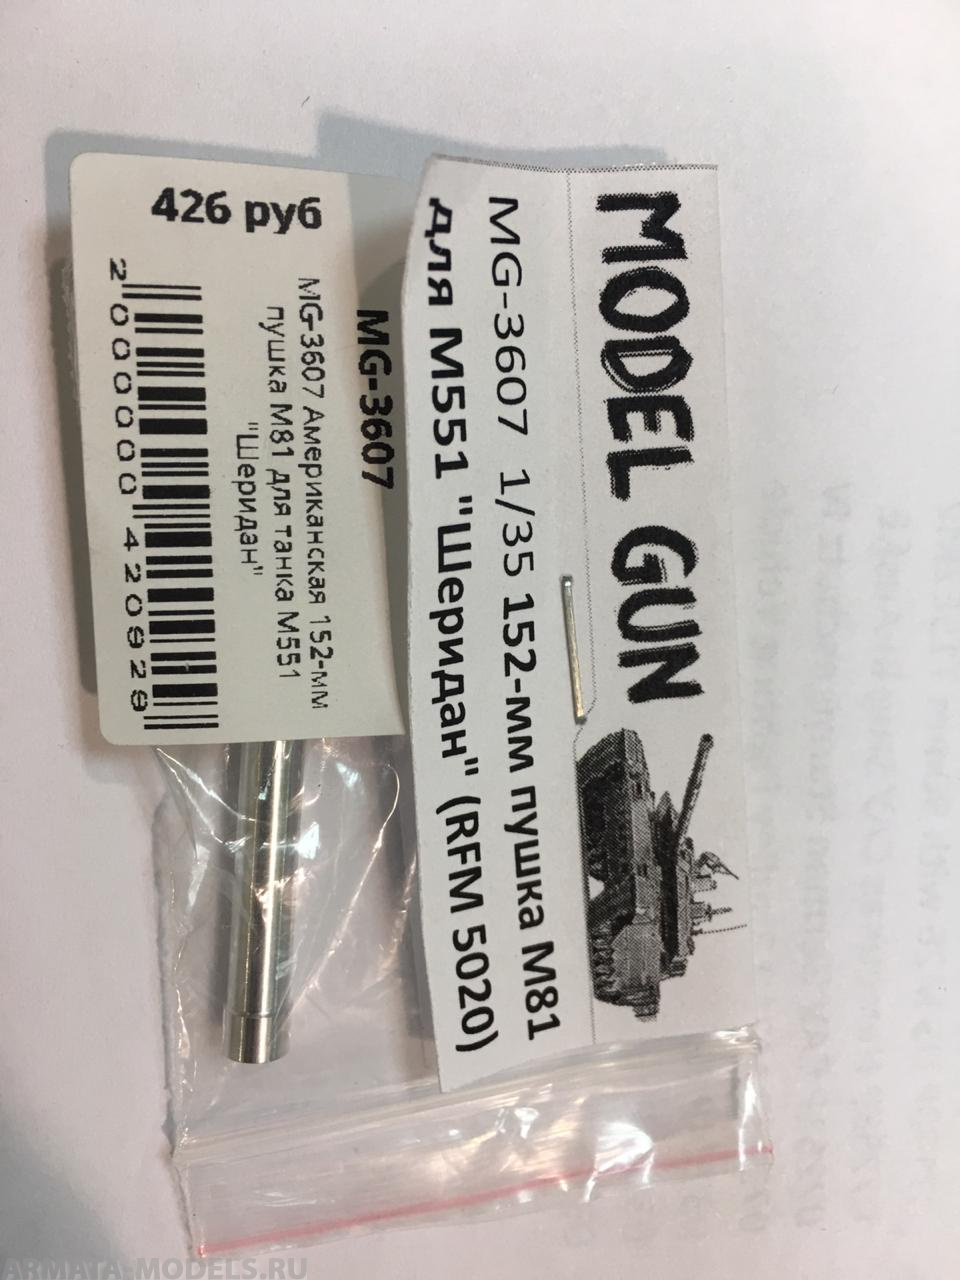 MODEL GUN
MG-3607 1/35 152-мм пушка М81
для М551 "Шеридан" (RFM 5020)
426 руб
MG-3607
MG-3607 Американская 152-мм
пушка М81 для танка М551
"Шеридан"
2000000420929
ARMATA-MODELS.RU